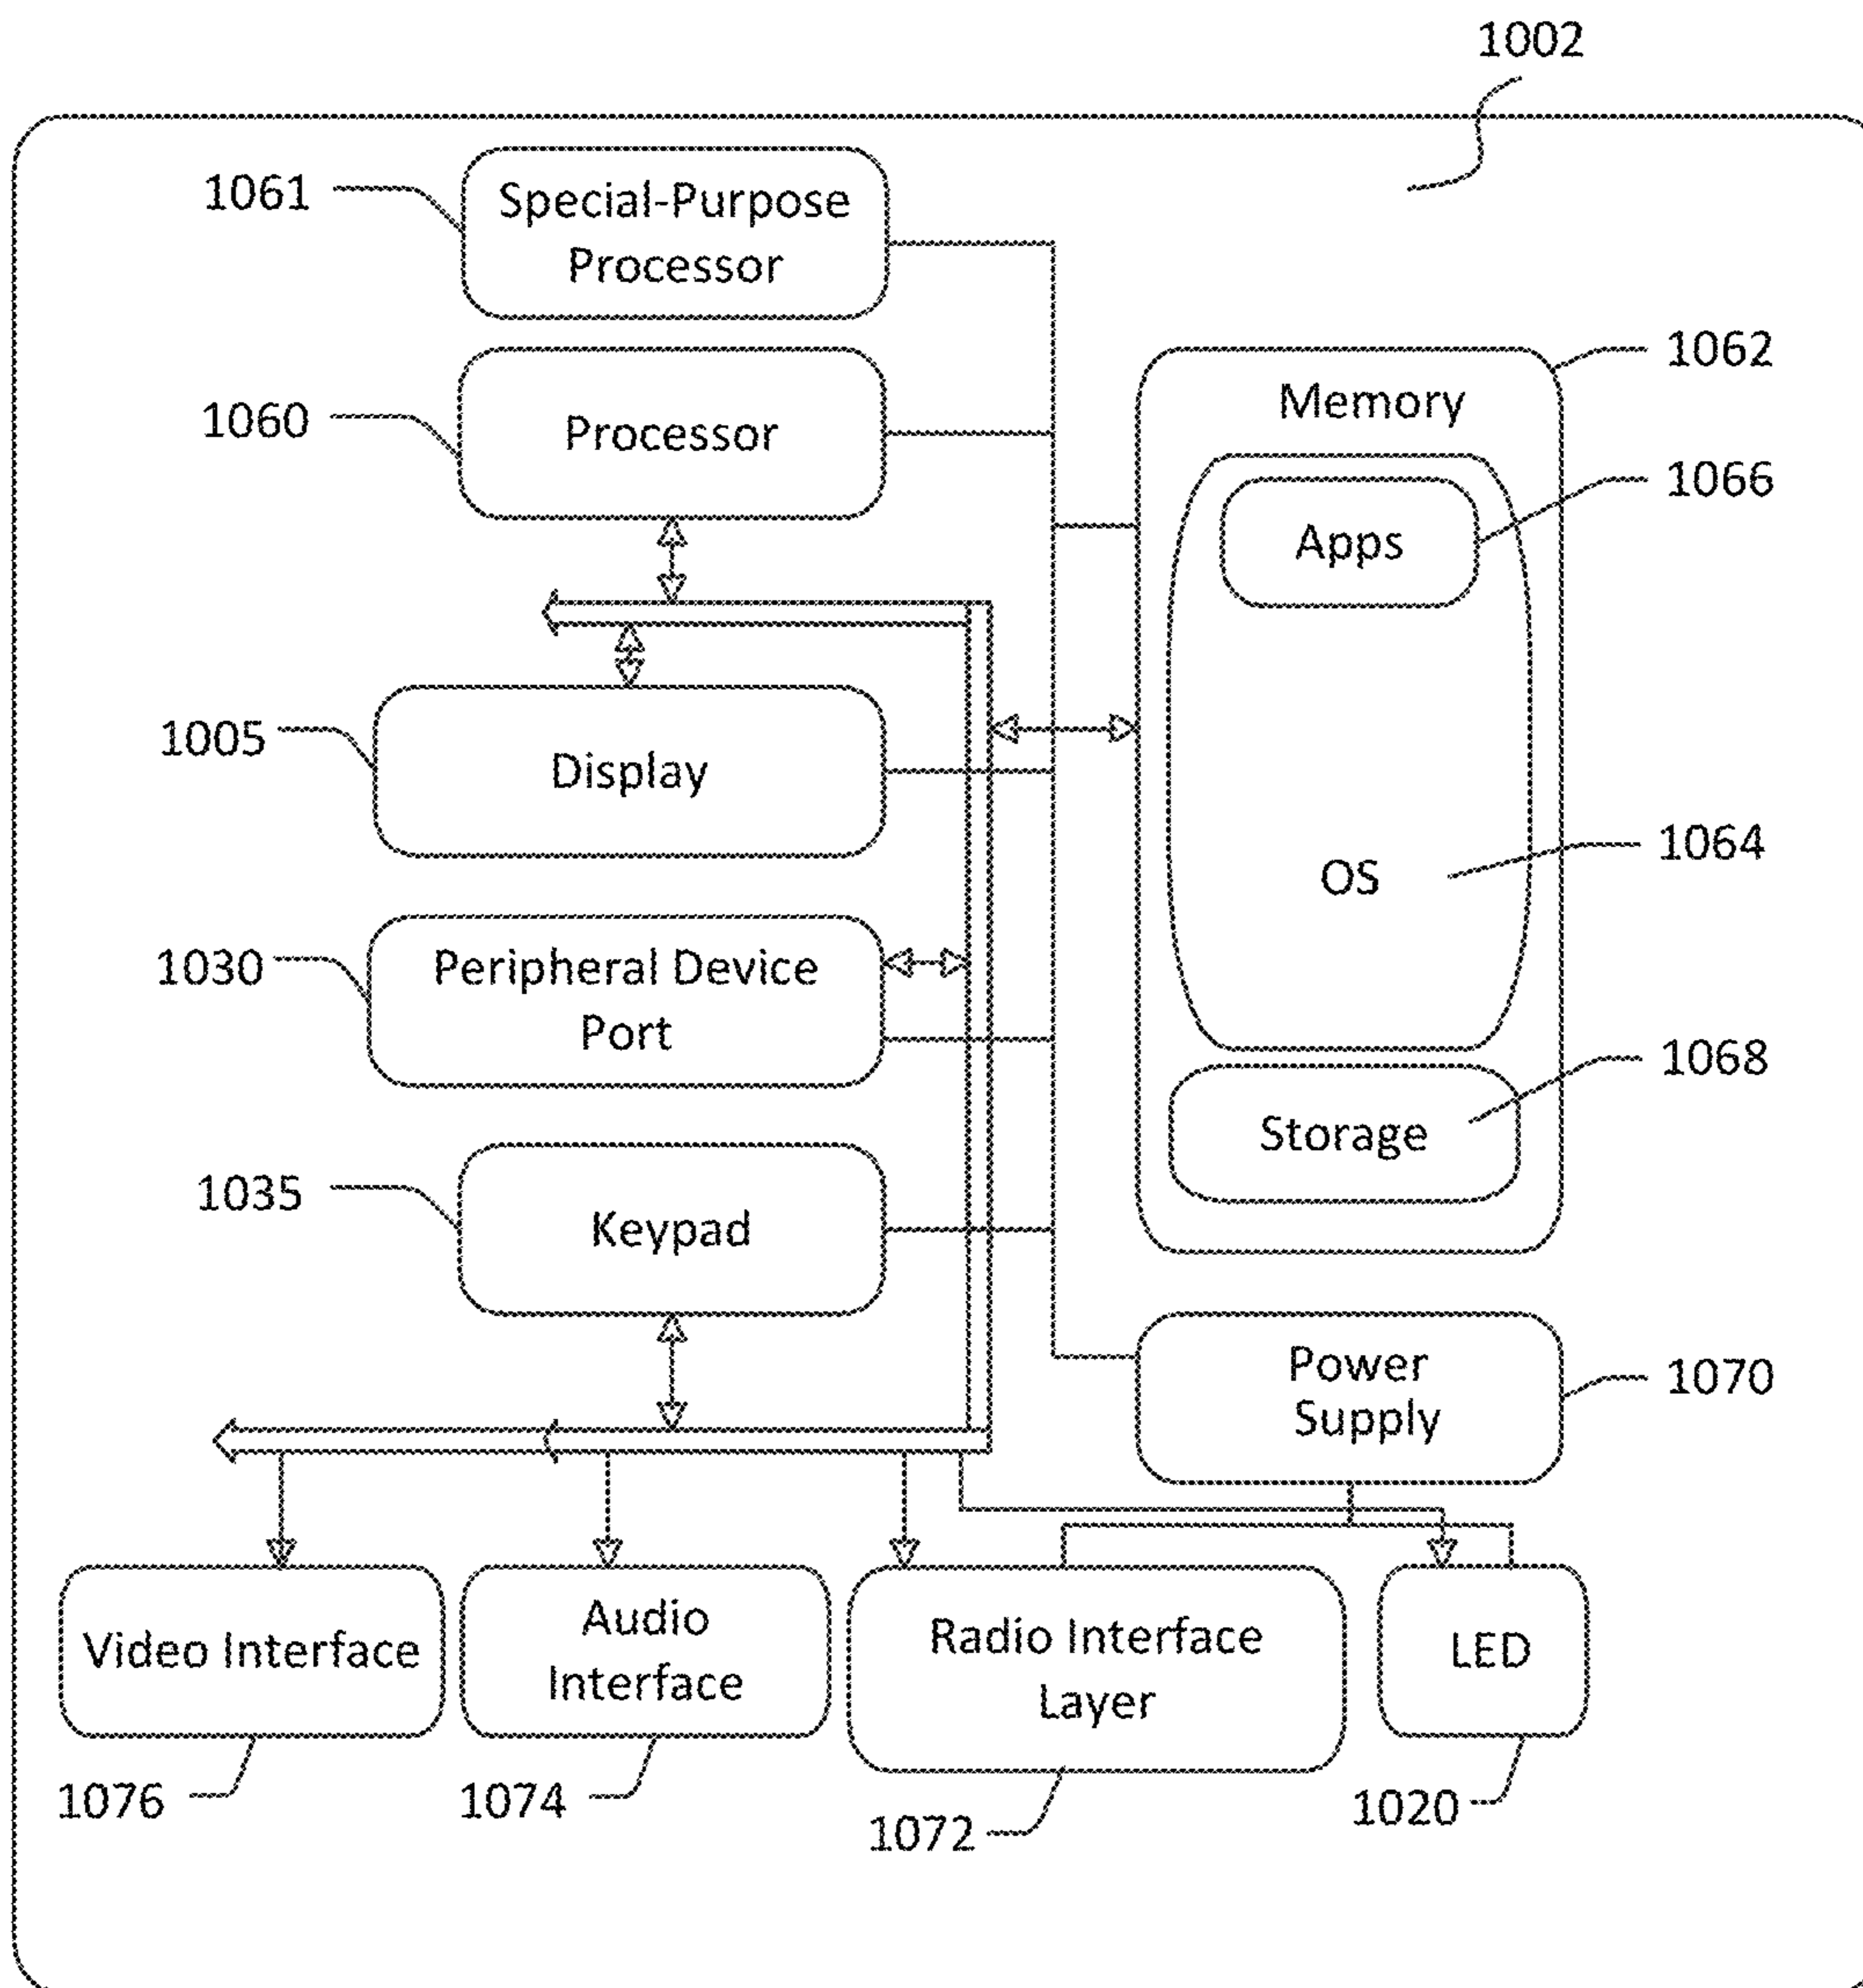 1002
1061
Special-Purpose
Processor
1062
Memory
1060
Processor
1066
Apps
1005
Display
1064
OS
1030
Peripheral Device
Port
1068
Storage
1035
Keypad
Power
Supply
1070
Video Interface
Audio
Interface
Radio Interface
Layer
LED
1076
1074
1072
1020